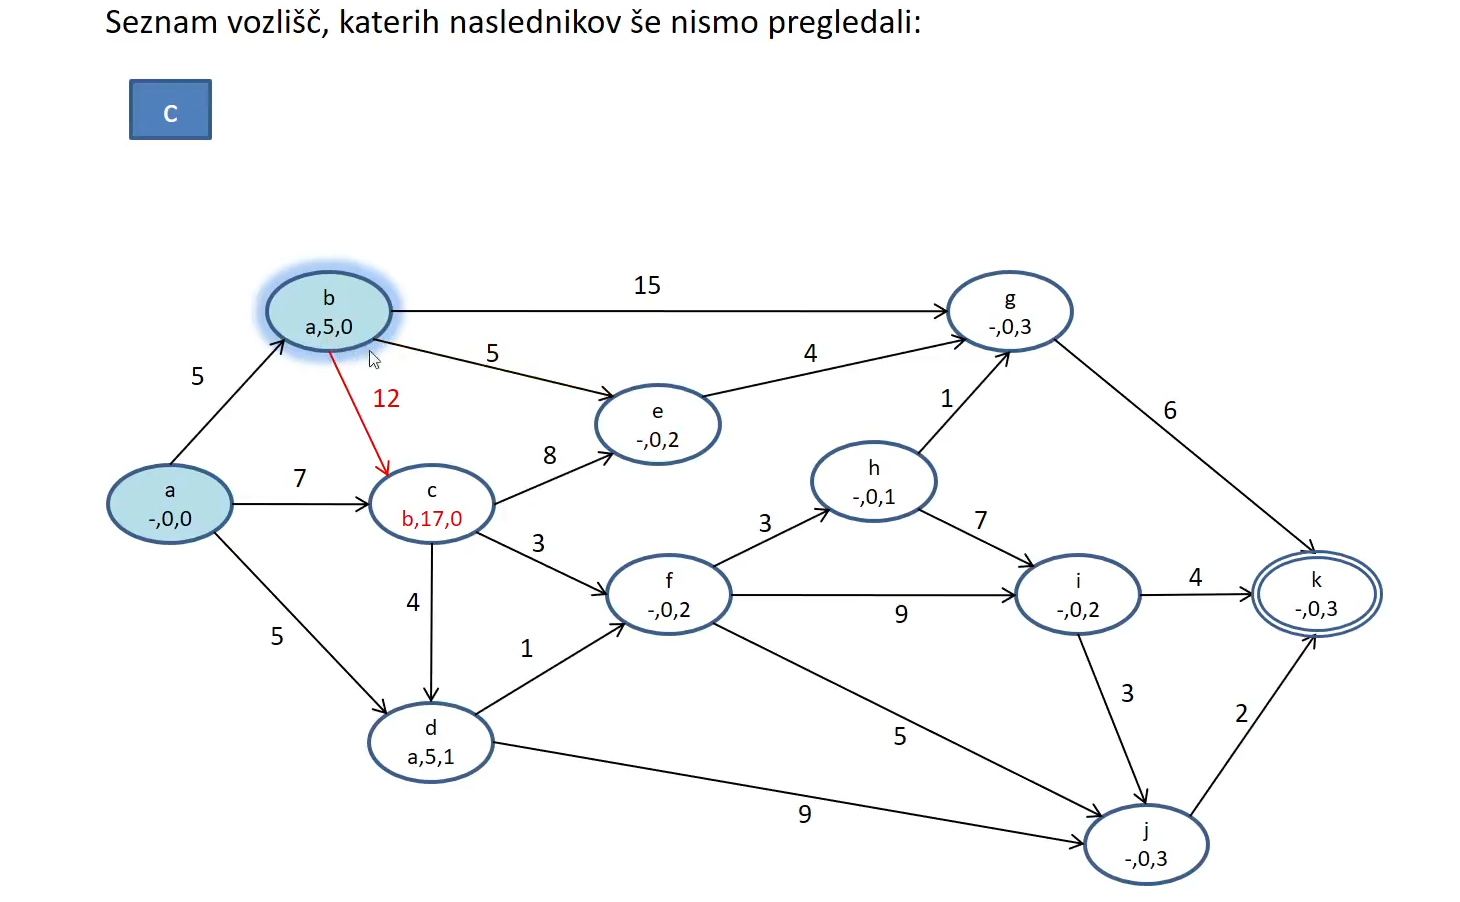 Seznam vozlišč, katerih naslednikov še nismo pregledali:
c
15
b
a,5,0
g
-,0,3
5
4
5
12
1
6
e
-,0,2
8
h
-,0,1
7
a
-,0,0
c
b,17,0
3
3
7
f
-,0,2
i
-,0,2
4
k
-,0,3
4
9
5
1
3
2
d
a,5,1
5
9
j
-,0,3